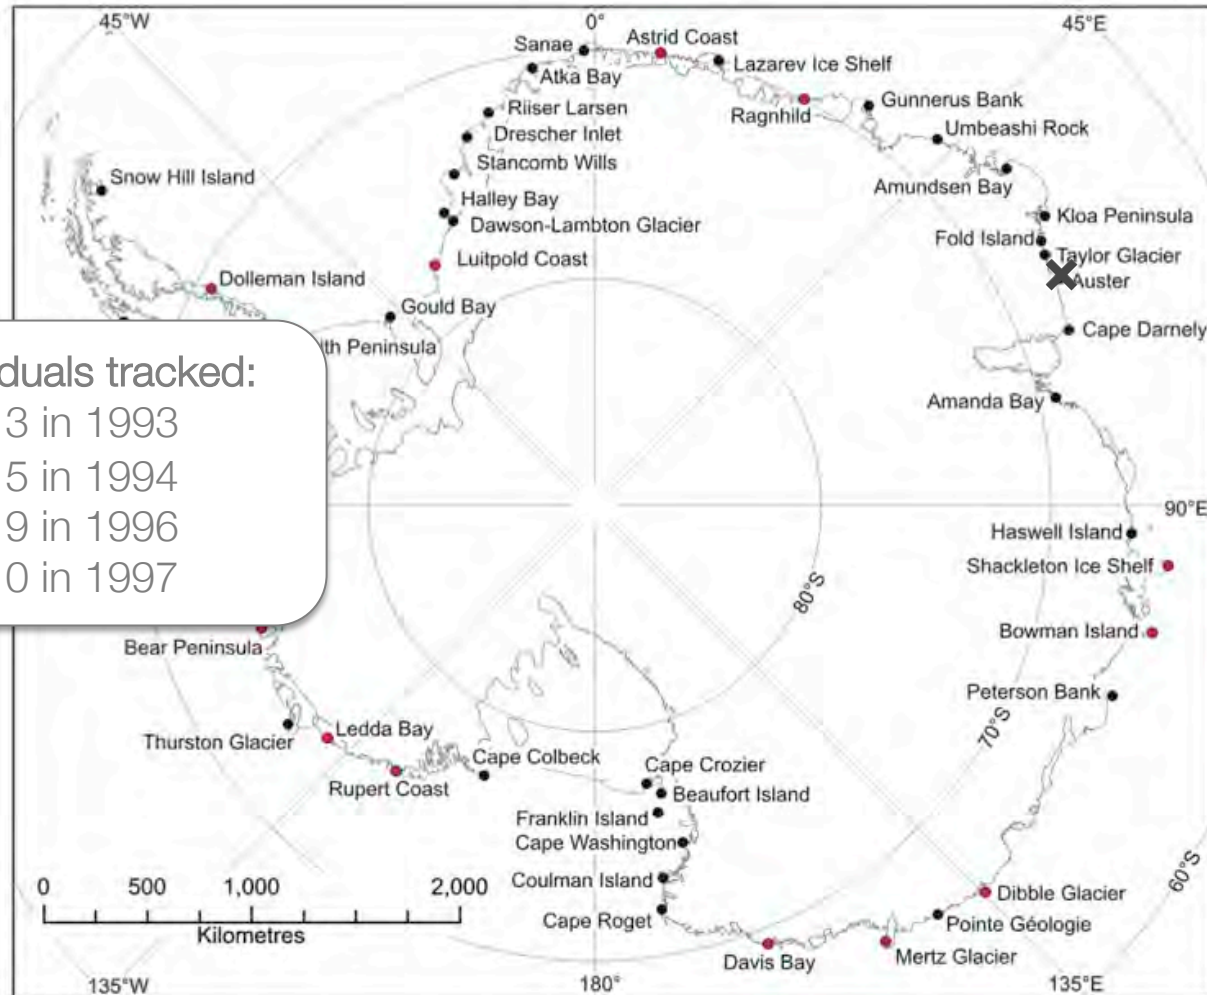 45°W
0°
45°E
Sanae
Astrid Coast
Atka Bay
Lazarev Ice Shelf
Riiser Larsen
Ragnhild
Gunnerus Bank
Drescher Inlet
Umbeashi Rock
Stancomb Wills
Snow Hill Island
Amundsen Bay
Halley Bay
Dawson-Lambton Glacier
Kloa Peninsula
Fold Island
Taylor Glacier
Luitpold Coast
Dolleman Island
Auster
Gould Bay
Cape Darnely
ith Peninsula
duals tracked:
3 in 1993
5 in 1994
9 in 1996
0 in 1997
Amanda Bay
90°E
Haswell Island
Shackleton Ice Shelf
80°S
Bowman Island
Bear Peninsula
Peterson Bank
70°S
Thurston Glacier
Ledda Bay
Rupert Coast
Cape Colbeck
Cape Crozier
Beaufort Island
Franklin Island
Cape Washington
60°S
0 500 1,000 2,000
Kilometres
Coulman Island
Cape Roget
Dibble Glacier
Pointe Géologie
Mertz Glacier
Davis Bay
135°W
180°
135°E